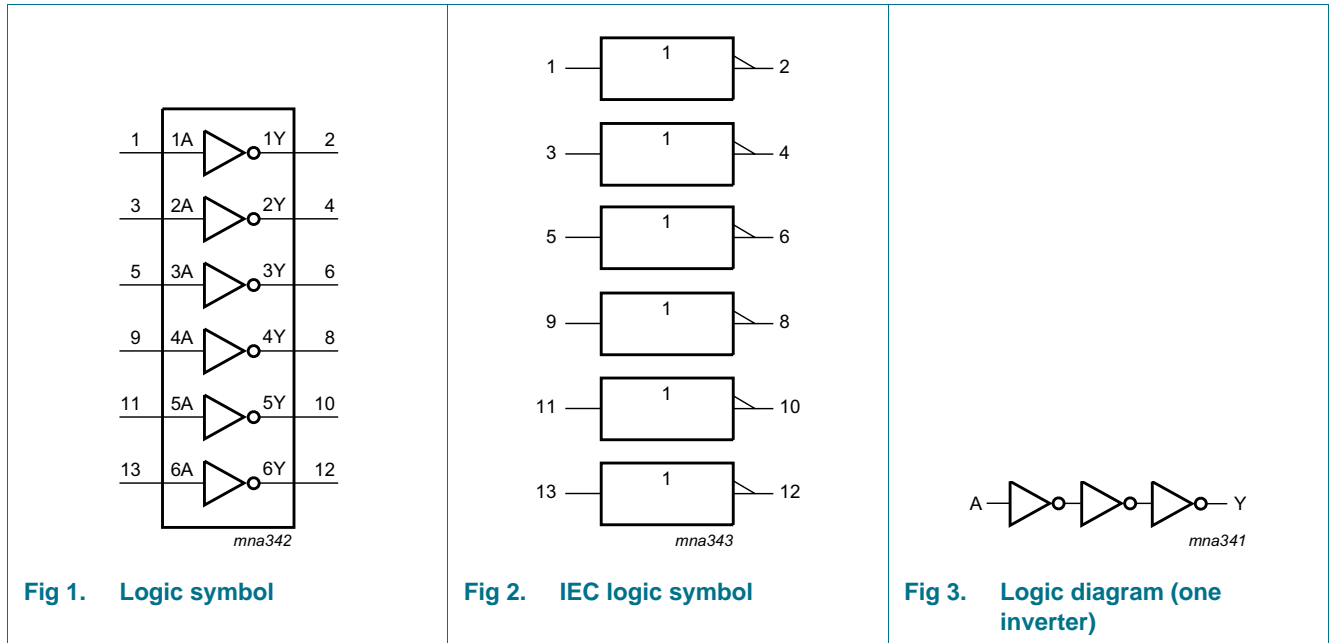 1 1A 1Y 2
3 2A 2Y 4
5 3A 3Y 6
9 4A 4Y 8
11 5A 5Y 10
13 6A 6Y 12
mna342
Fig 1. Logic symbol
1 1 2
3 1 4
5 1 6
9 1 8
11 1 10
13 1 12
mna343
Fig 2. IEC logic symbol
A Y
mna341
Fig 3. Logic diagram (one
inverter)